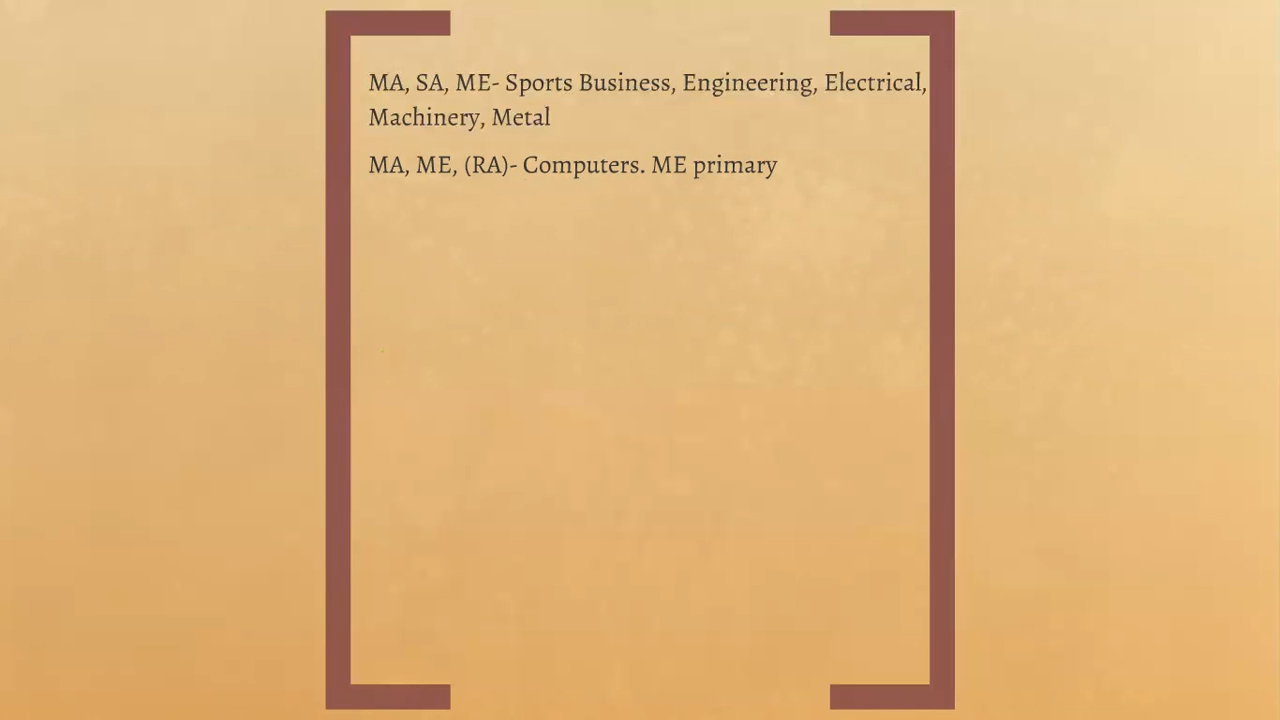 MA, SA, ME- Sports Business, Engineering, Electrical,
Machinery, Metal
MA, ME, (RA)- Computers. ME primary